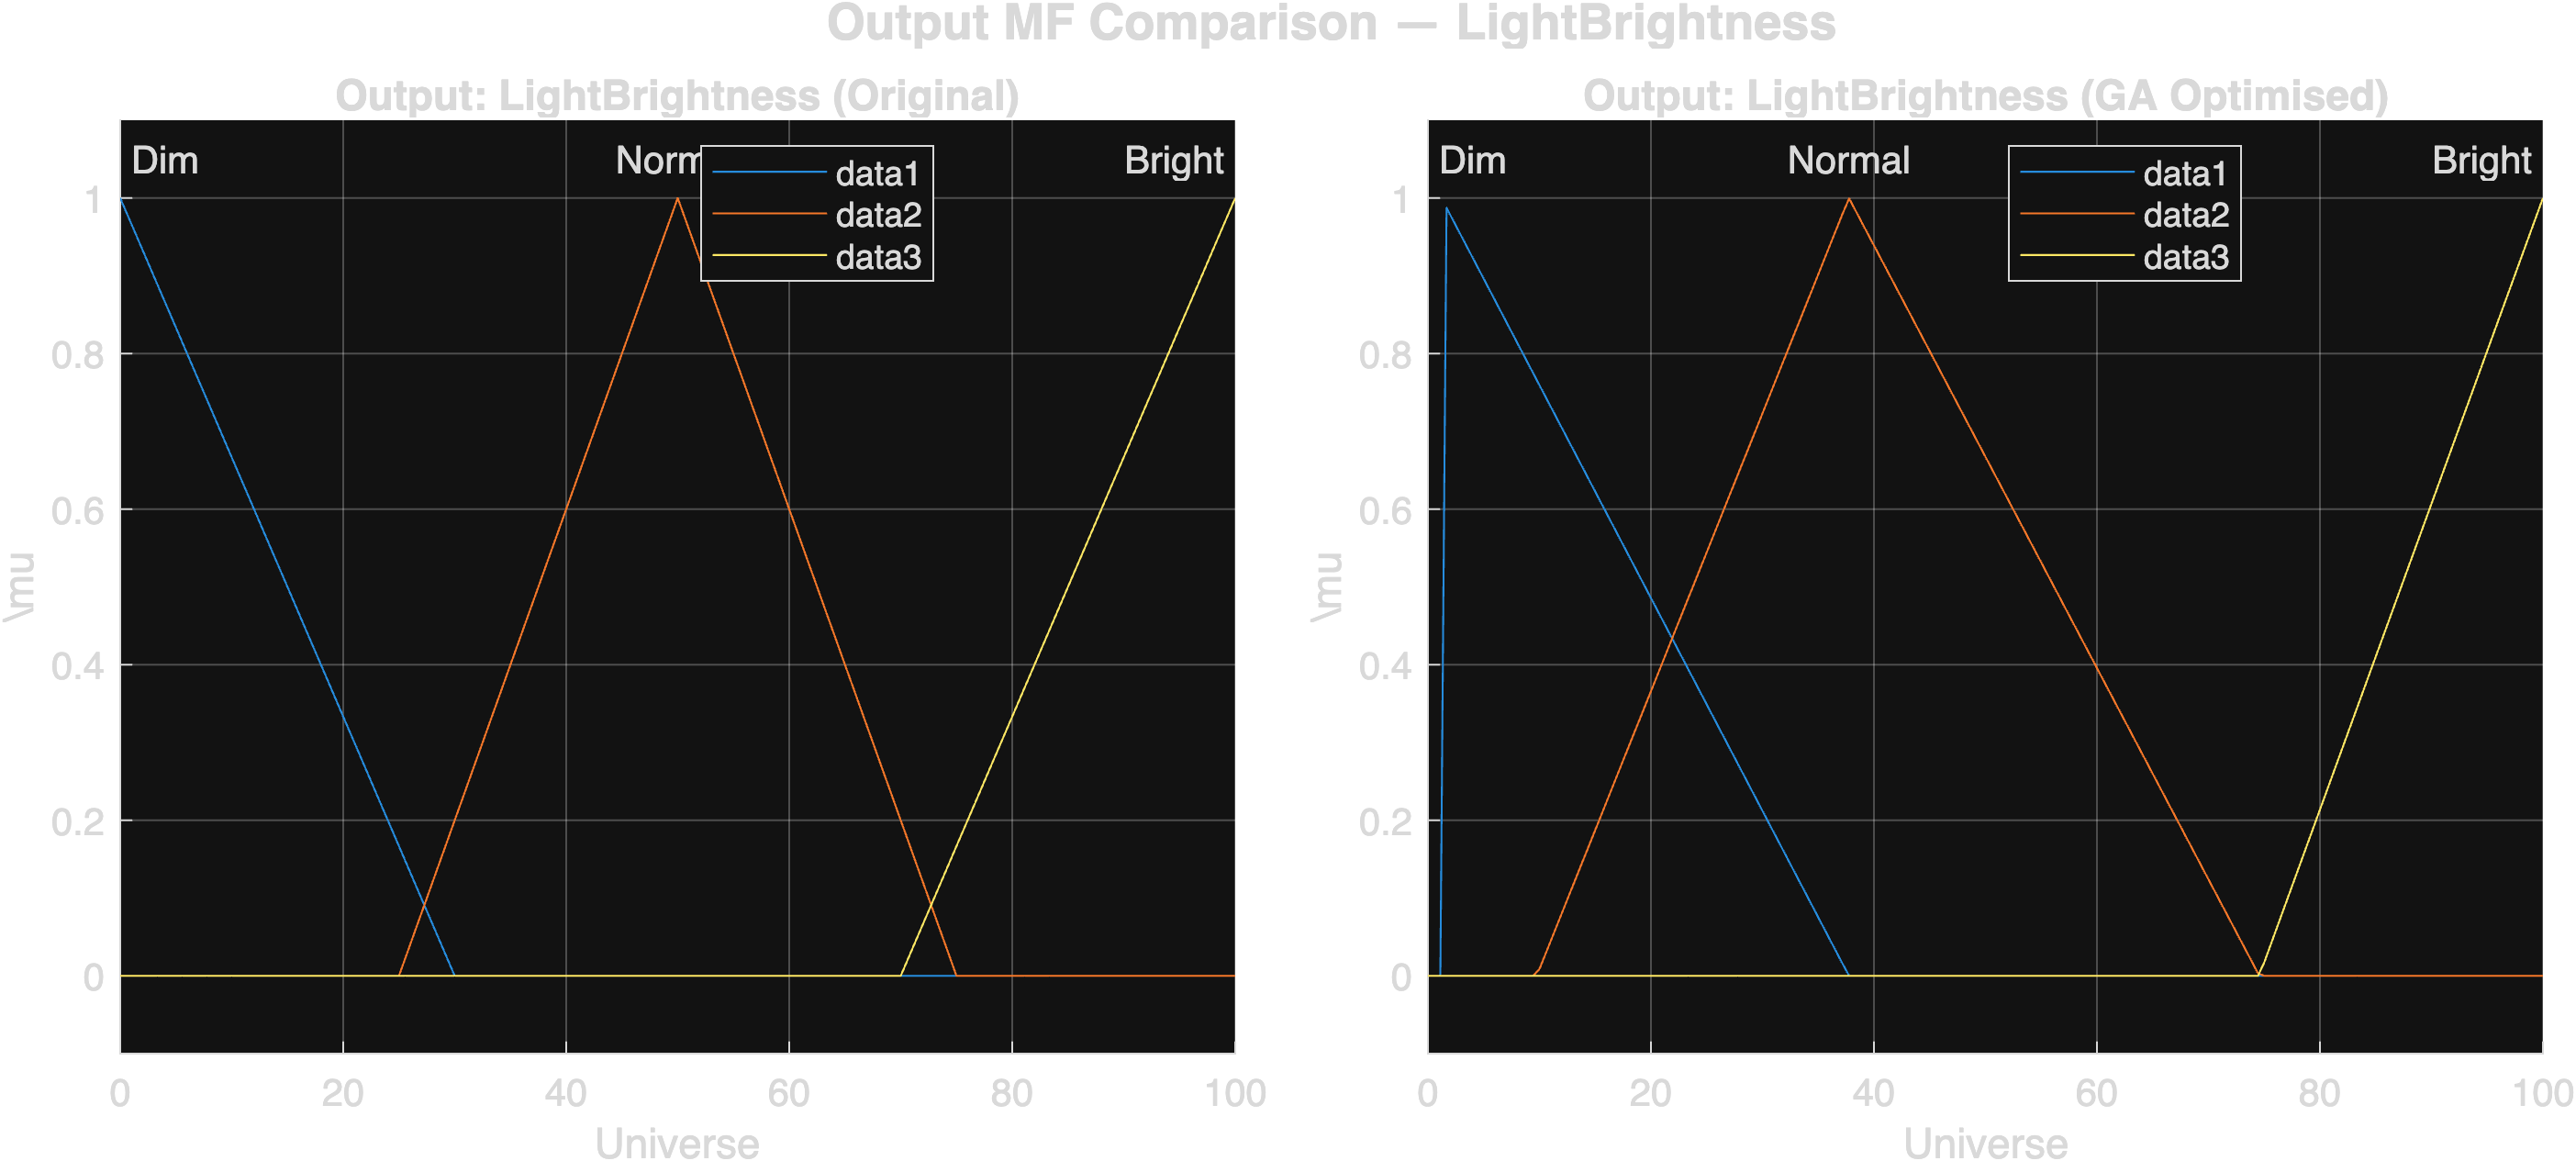 Output MF Comparison — LightBrightness
Output: LightBrightness (Original)
Dim
Norm
Bright
data1
data2
data3
1
0.8
0.6
0.4
0.2
0
\mu
0
20
40
60
80
100
Universe
Output: LightBrightness (GA Optimised)
Dim
Normal
Bright
data1
data2
data3
1
0.8
0.6
0.4
0.2
0
\mu
0
20
40
60
80
100
Universe